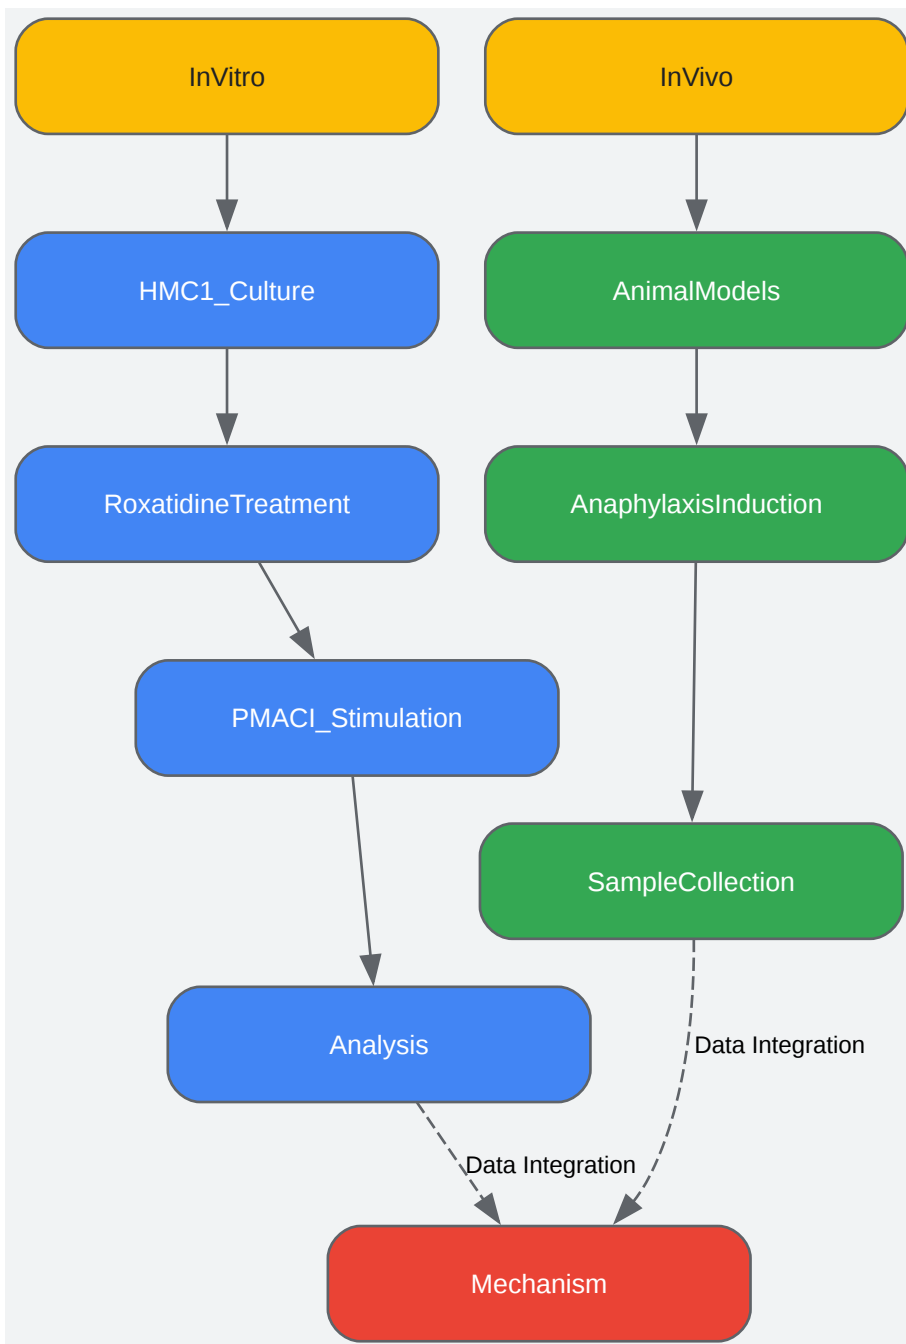 InVitro
InVivo
HMC1_Culture
AnimalModels
RoxatidineTreatment
AnaphylaxisInduction
PMACI_Stimulation
SampleCollection
Analysis
Data Integration
Data Integration
Mechanism